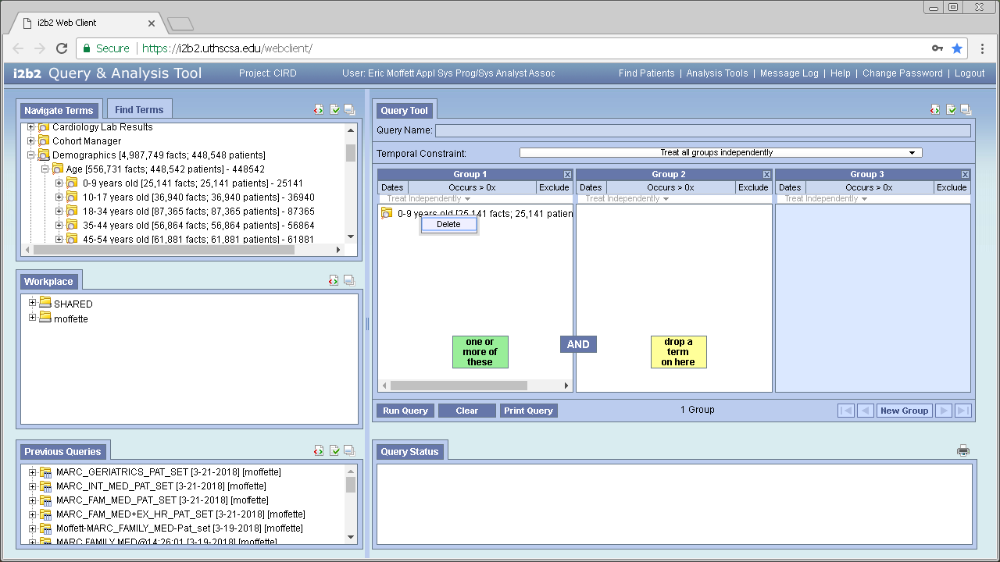 i2b2 Web Client
Secure https://i2b2.uthscsa.edu/webclient/
i2b2 Query & Analysis Tool
Project: CIRD
User: Eric Moffett Appl Sys Prog/Sys Analyst Assoc
Find Patients | Analysis Tools | Message Log | Help | Change Password | Logout
Navigate Terms
Find Terms
Cardiology Lab Results
Cohort Manager
Demographics [4,987,749 facts; 448,548 patients]
Age [556,731 facts; 448,542 patients] - 448542
0-9 years old [25,141 facts; 25,141 patients] - 25141
10-17 years old [36,940 facts; 36,940 patients] - 36940
18-34 years old [87,365 facts; 87,365 patients] - 87365
35-44 years old [56,864 facts; 56,864 patients] - 56864
45-54 years old [61,881 facts; 61,881 patients] - 61881
Workplace
SHARED
moffette
Previous Queries
MARC_GERIATRICS_PAT_SET [3-21-2018] [moffette]
MARC_INT_MED_PAT_SET [3-21-2018] [moffette]
MARC_FAM_MED_PAT_SET [3-21-2018] [moffette]
MARC_FAM_MED+EX_HR_PAT_SET [3-21-2018] [moffette]
Moffett-MARC_FAMILY_MED-Pat_set [3-19-2018] [moffette]
MARC FAMILY MED@14:26:01 [3-19-2018] [moffette]
Query Tool
Query Name:
Temporal Constraint:
Treat all groups independently
Group 1
Group 2
Group 3
Dates
Occurs > 0x
Exclude
Dates
Occurs > 0x
Exclude
Dates
Occurs > 0x
Exclude
Treat Independently
Treat Independently
Treat Independently
0-9 years old [25,141 facts; 25,141 patien
Delete
one or
more of
these
AND
drop a
term
on here
Run Query
Clear
Print Query
1 Group
New Group
Query Status